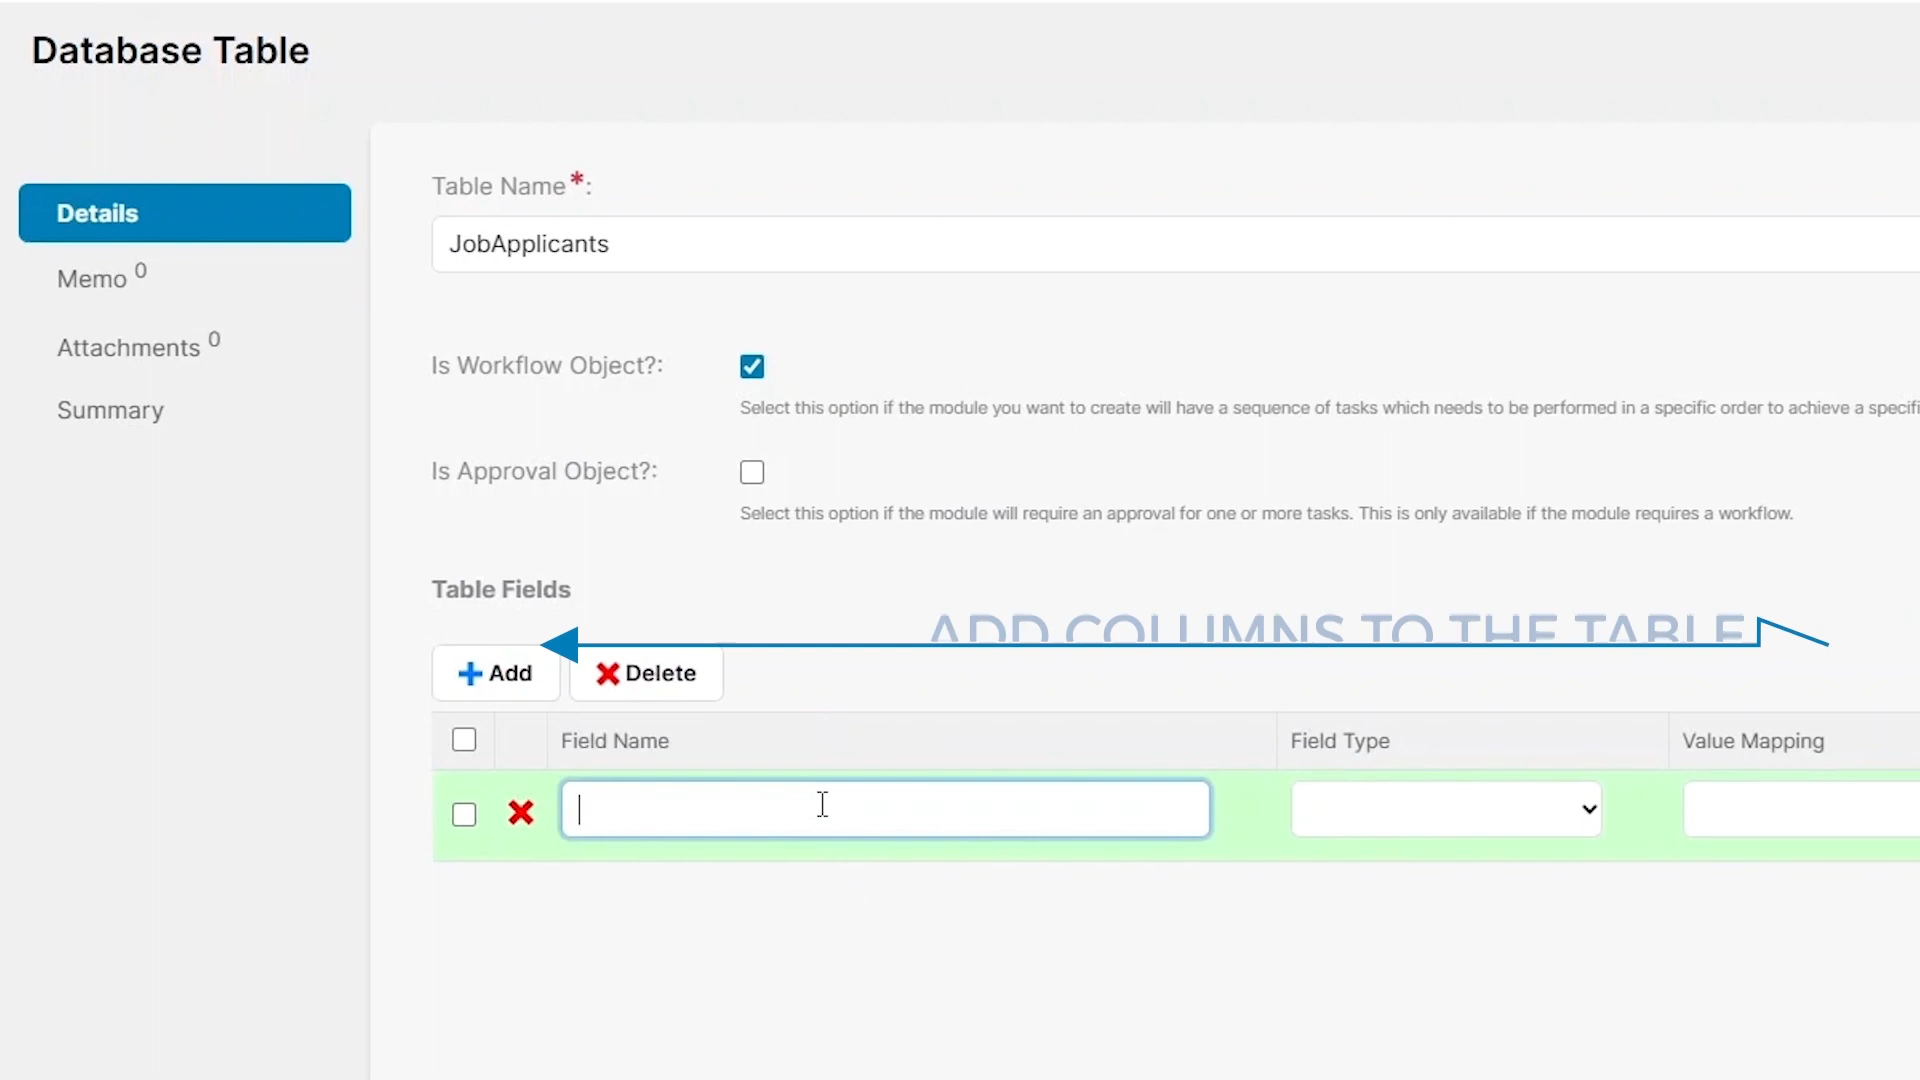 Database Table
Details
Memo 0
Attachments 0
Summary
Table Name*:
JobApplicants
Is Workflow Object?:
Select this option if the module you want to create will have a sequence of tasks which needs to be performed in a specific order to achieve a specifi
Is Approval Object?:
Select this option if the module will require an approval for one or more tasks. This is only available if the module requires a workflow.
Table Fields
ADD COLUMNS TO THE TABLE
Add Delete
Field Name Field Type Value Mapping